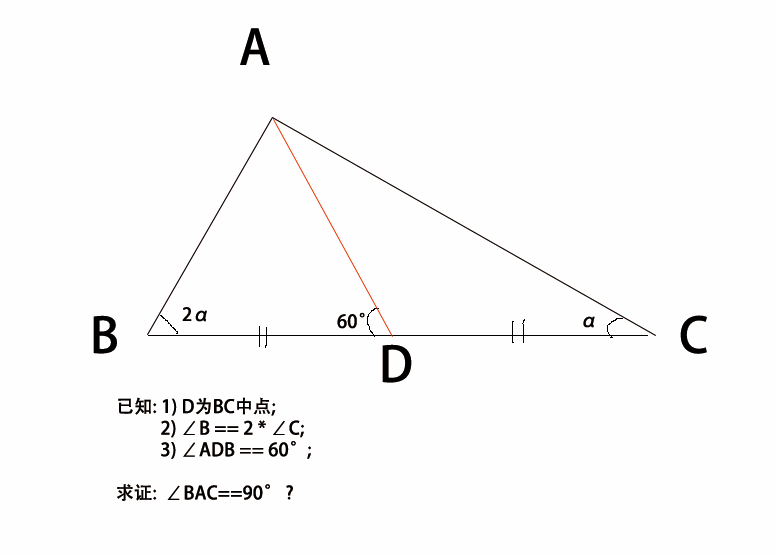 A
2α
60°
α
B
D
C
已知: 1) D为BC中点;
2) ∠B == 2 * ∠C;
3) ∠ADB == 60° ;
求证: ∠BAC==90° ?